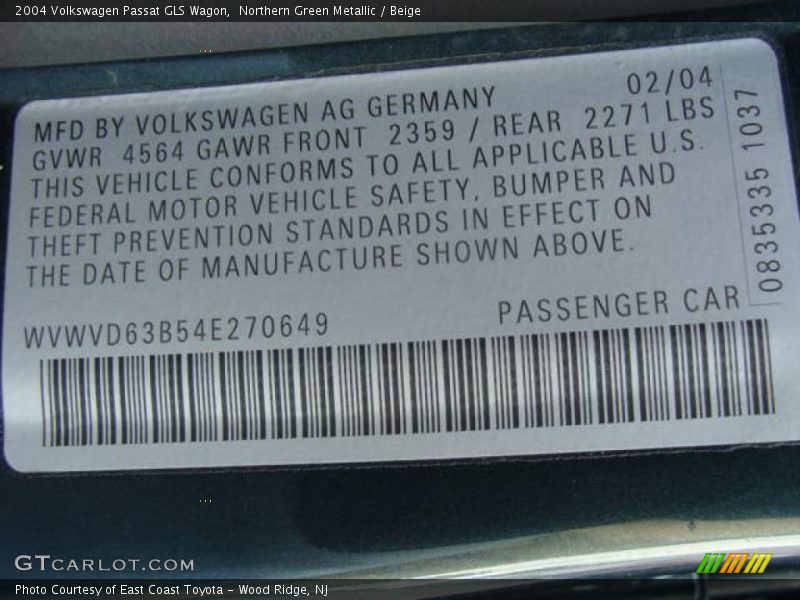 2004 Volkswagen Passat GLS Wagon,  Northern Green Metallic / Beige
MFD BY VOLKSWAGEN AG GERMANY 02/04
GVWR 4564 GAWR FRONT 2359 / REAR 2271 LBS
THIS VEHICLE CONFORMS TO ALL APPLICABLE U.S.
FEDERAL MOTOR VEHICLE SAFETY, BUMPER AND
THEFT PREVENTION STANDARDS IN EFFECT ON
THE DATE OF MANUFACTURE SHOWN ABOVE.
0835335 1037
WVWVD63B54E270649 PASSENGER CAR
GTCARLOT.COM
Photo Courtesy of East Coast Toyota - Wood Ridge, NJ